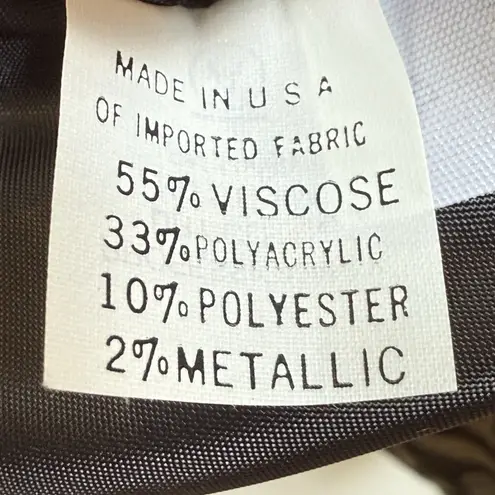 MADE IN U S A
OF IMPORTED FABRIC
55% VISCOSE
33% POLYACRYLIC
10% POLYESTER
2% METALLIC